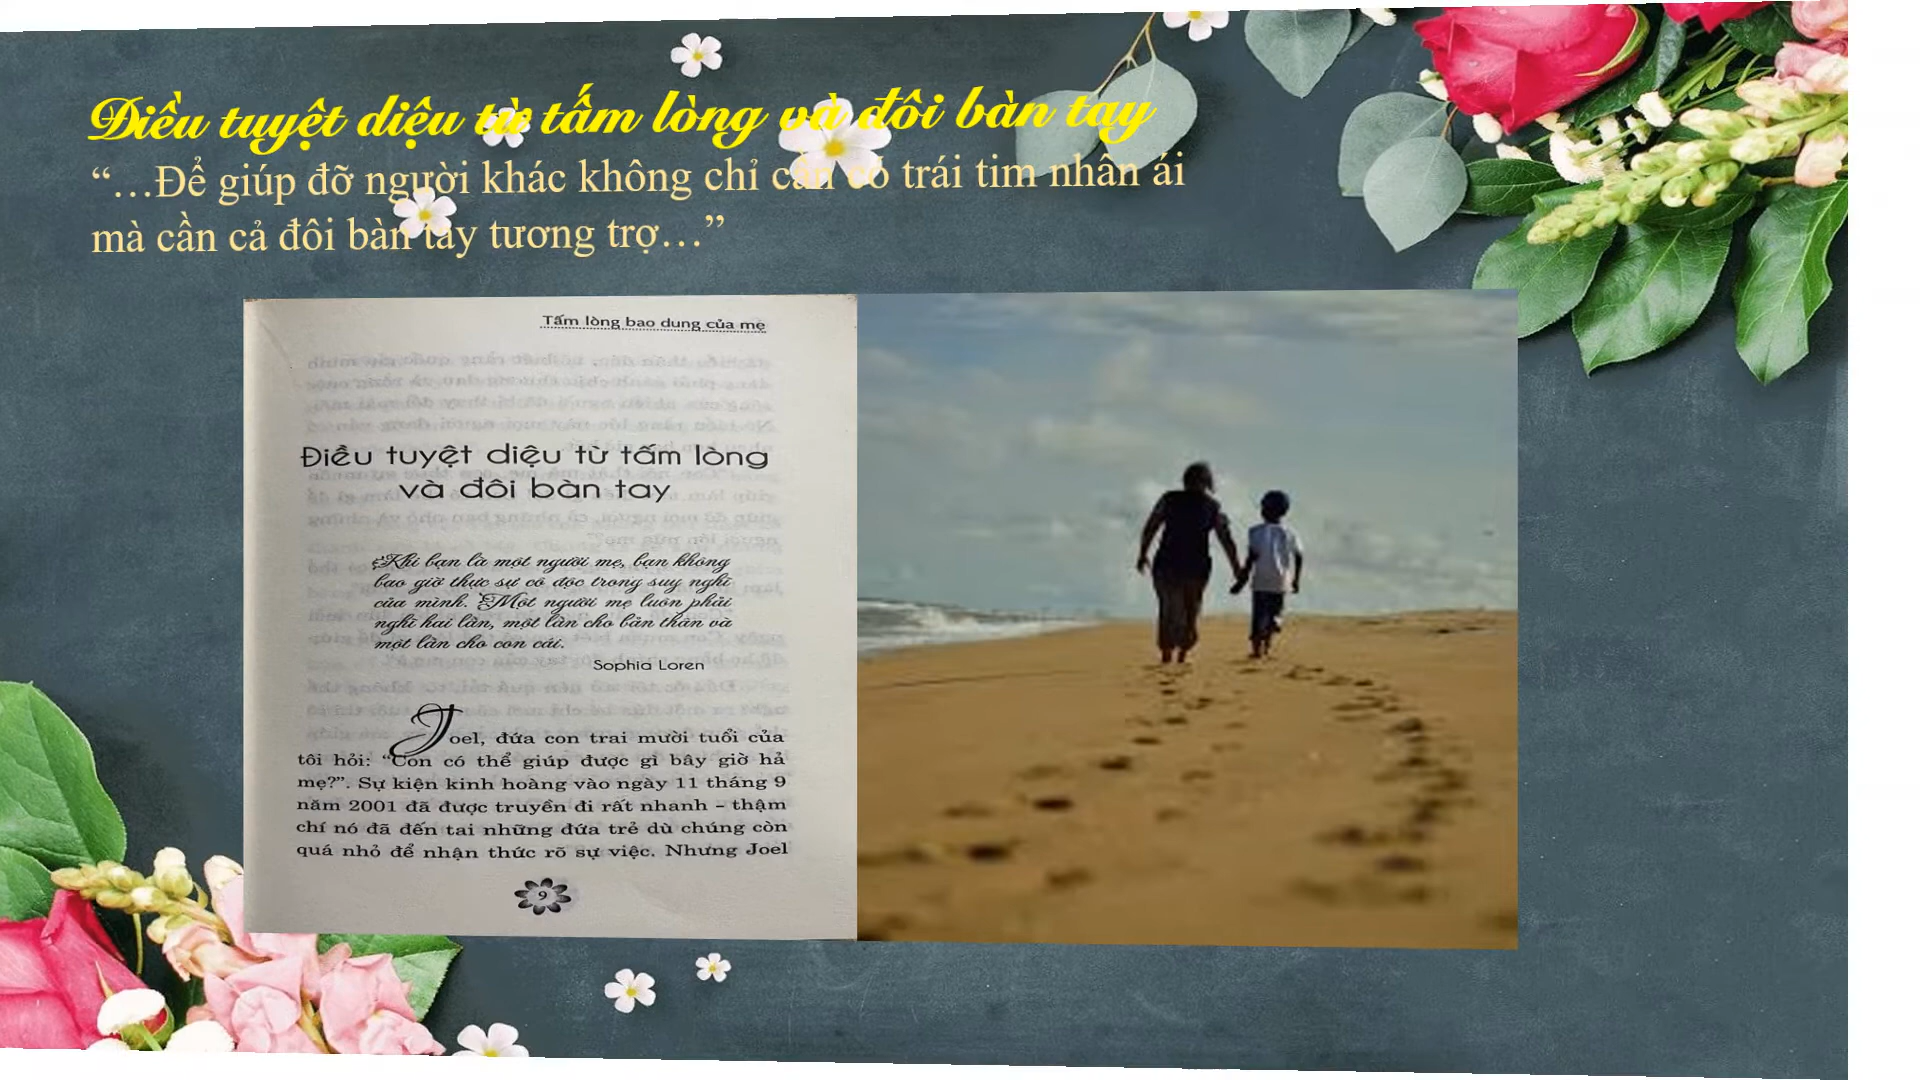 Điều tuyệt diệu từ tấm lòng và đôi bàn tay
“…Để giúp đỡ người khác không chỉ cần có trái tim nhân ái
mà cần cả đôi bàn tay tương trợ…”
Tấm lòng bao dung của mẹ
Điều tuyệt diệu từ tấm lòng
và đôi bàn tay
Khi bạn là một người mẹ, bạn không
bao giờ thực sự cô độc trong suy nghĩ
của mình. Một người mẹ luôn phải
nghĩ hai lần, một lần cho bản thân và
một lần cho con cái.
Sophia Loren
Joel, đứa con trai mười tuổi của
tôi hỏi: “Con có thể giúp được gì bây giờ hả
mẹ?”. Sự kiện kinh hoàng vào ngày 11 tháng 9
năm 2001 đã được truyền đi rất nhanh – thậm
chí nó đã đến tai những đứa trẻ dù chúng còn
quá nhỏ để nhận thức rõ sự việc. Nhưng Joel
9